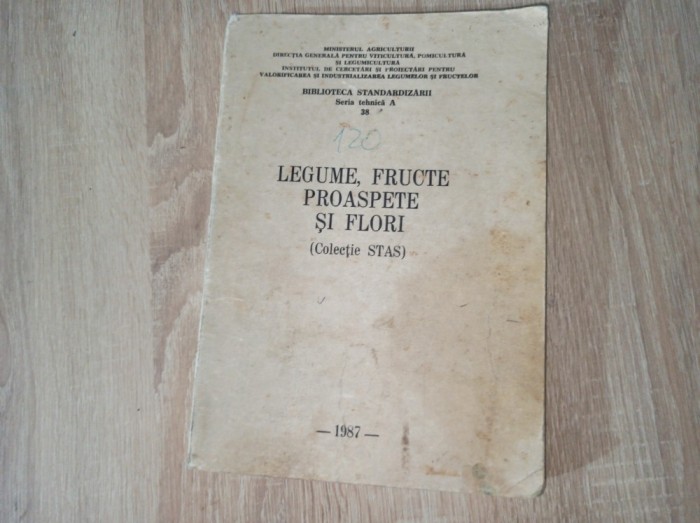 MINISTERUL AGRICULTURII
DIRECȚIA GENERALĂ PENTRU VITICULTURĂ, POMICULTURĂ
ȘI LEGUMICULTURĂ
INSTITUTUL DE CERCETĂRI ȘI PROIECTĂRI PENTRU
VALORIFICAREA ȘI INDUSTRIALIZAREA LEGUMELOR ȘI FRUCTELOR
BIBLIOTECA STANDARDIZĂRII
Seria tehnică A
38
120
LEGUME, FRUCTE
PROASPETE
ȘI FLORI
(Colecție STAS)
— 1987 —